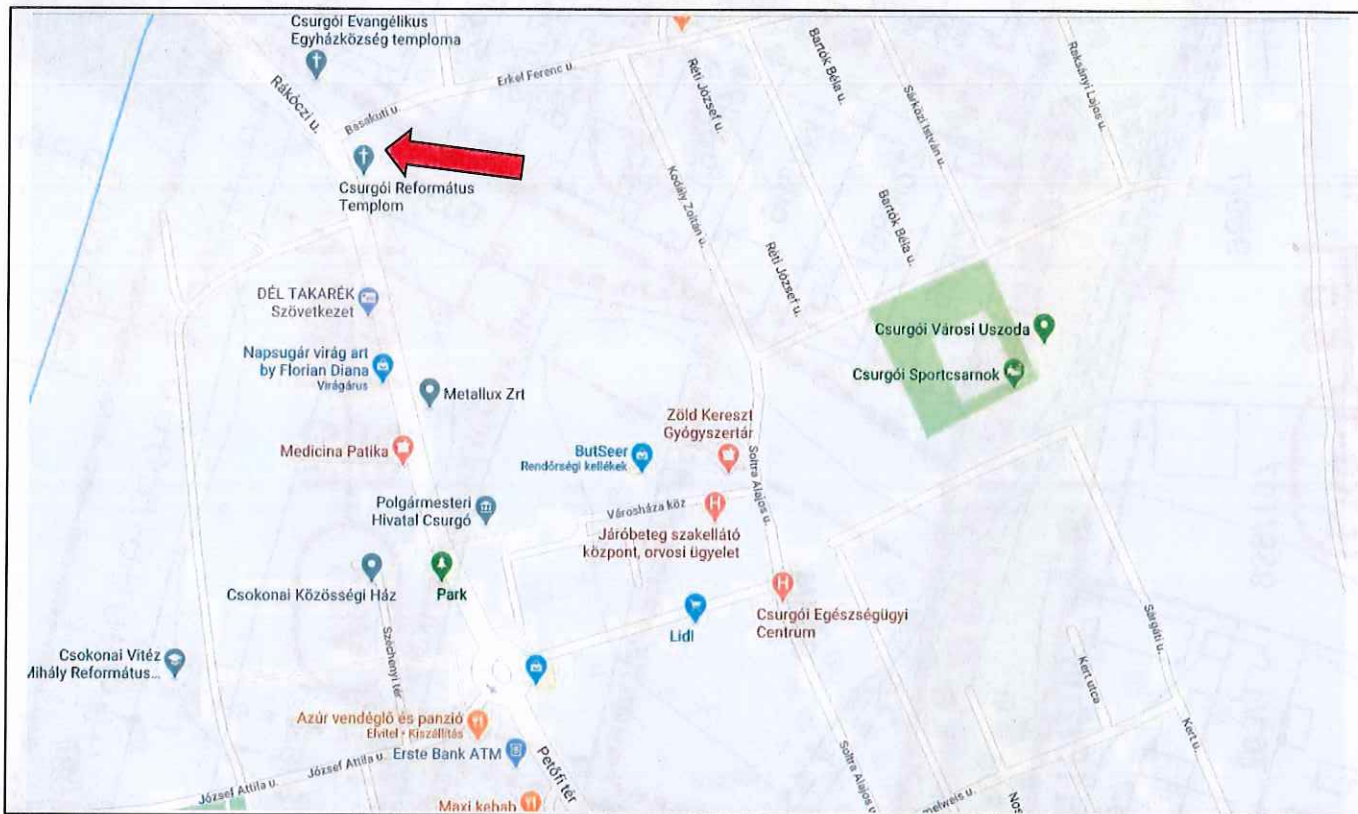 Csurgói Evangélikus
Egyházközség temploma
Rákóczi u.
Basakuti u.
Erkel Ferenc u.
Réti József u.
Bartók Béla u.
Sárközi István u.
Raksányi Lajos u.
Csurgói Református
Templom
Kodály Zoltán u.
Réti József u.
Bartók Béla u.
DÉL TAKARÉK
Szövetkezet
Napsugár virág art
by Florian Diana
Virágárus
Metallux Zrt
Medicina Patika
Csurgói Városi Uszoda
Csurgói Sportcsarnok
Zöld Kereszt
Gyógyszertár
ButSeer
Rendőrségi kellékek
Soltra Alajos u.
Polgármesteri
Hivatal Csurgó
Városháza köz
Járóbeteg szakellátó
központ, orvosi ügyelet
Csokonai Közösségi Ház
Park
Lidl
Csurgói Egészségügyi
Centrum
Széchenyi tér
Csokonai Vitéz
Mihály Református...
Sárgáti u.
Kert utca
Kert u.
Azúr vendéglő és panzió
Elvitel • Kiszállítás
Erste Bank ATM
Petőfi tér
József Attila u.
József Attila u.
Maxi kebab
Soltra Alajos u
melweis u.
Nos